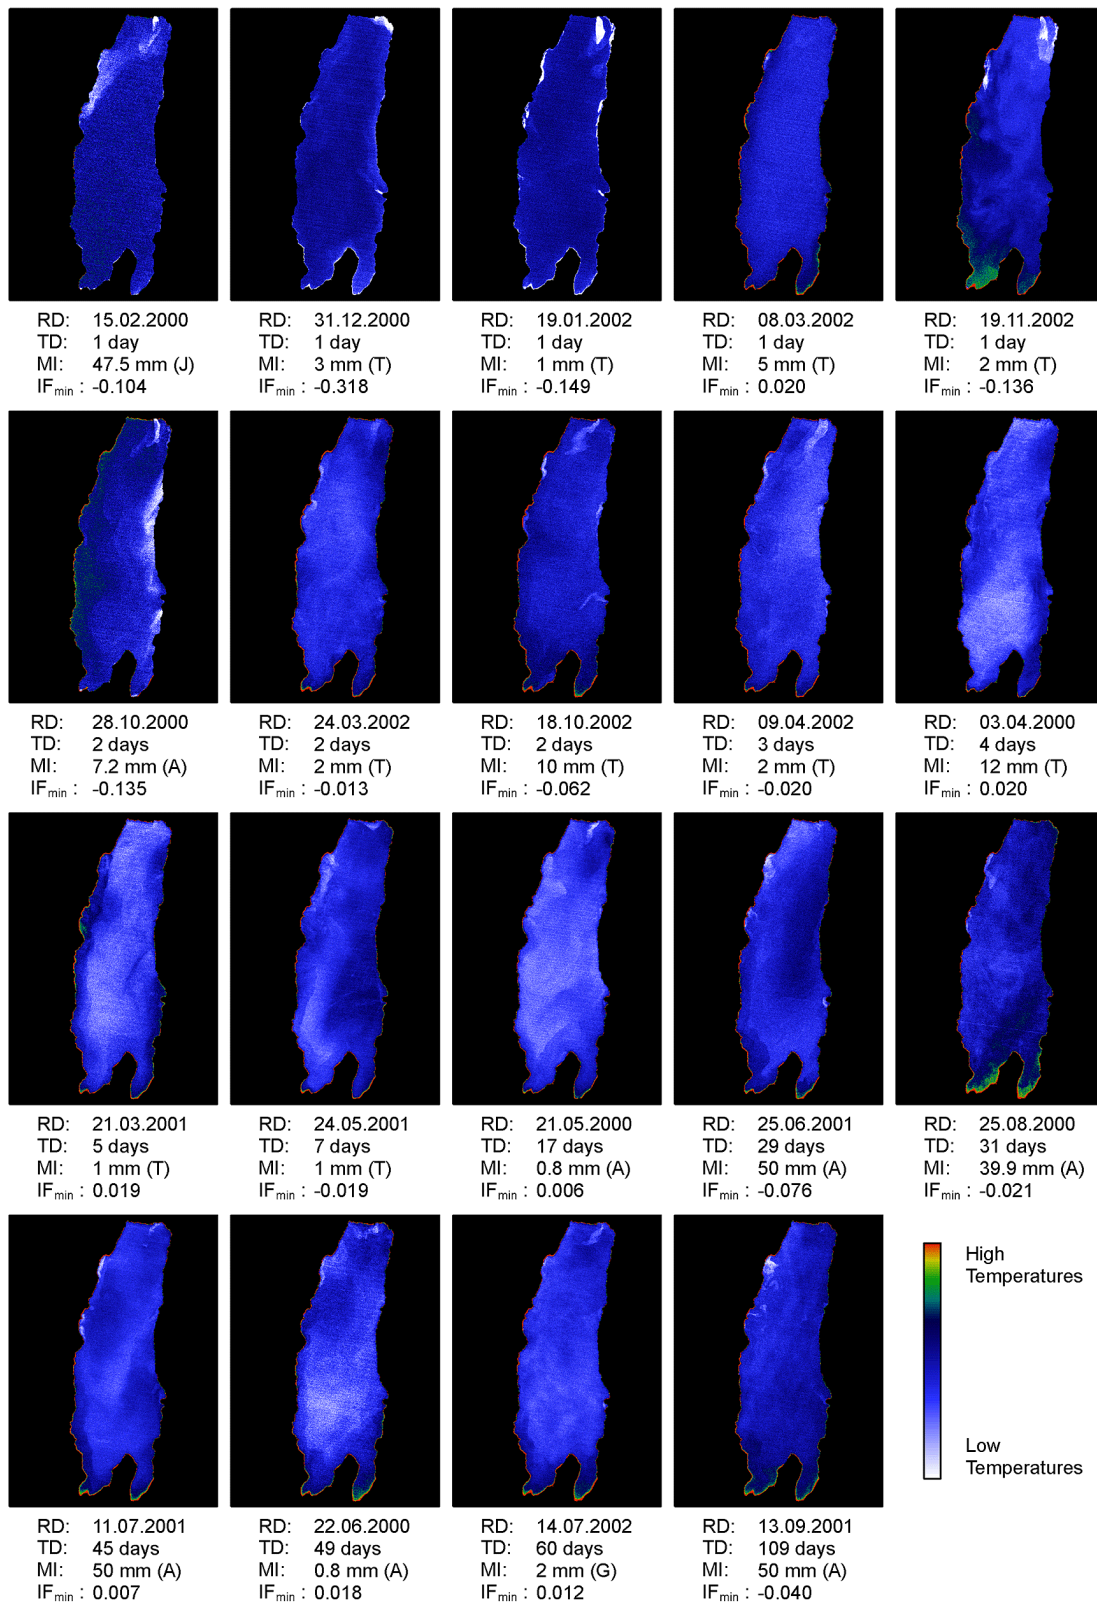 RD: 15.02.2000
TD: 1 day
MI: 47.5 mm (J)
IFmin : -0.104
RD: 31.12.2000
TD: 1 day
MI: 3 mm (T)
IFmin : -0.318
RD: 19.01.2002
TD: 1 day
MI: 1 mm (T)
IFmin : -0.149
RD: 08.03.2002
TD: 1 day
MI: 5 mm (T)
IFmin : 0.020
RD: 19.11.2002
TD: 1 day
MI: 2 mm (T)
IFmin : -0.136
RD: 28.10.2000
TD: 2 days
MI: 7.2 mm (A)
IFmin : -0.135
RD: 24.03.2002
TD: 2 days
MI: 2 mm (T)
IFmin : -0.013
RD: 18.10.2002
TD: 2 days
MI: 10 mm (T)
IFmin : -0.062
RD: 09.04.2002
TD: 3 days
MI: 2 mm (T)
IFmin : -0.020
RD: 03.04.2000
TD: 4 days
MI: 12 mm (T)
IFmin : 0.020
RD: 21.03.2001
TD: 5 days
MI: 1 mm (T)
IFmin : 0.019
RD: 24.05.2001
TD: 7 days
MI: 1 mm (T)
IFmin : -0.019
RD: 21.05.2000
TD: 17 days
MI: 0.8 mm (A)
IFmin : 0.006
RD: 25.06.2001
TD: 29 days
MI: 50 mm (A)
IFmin : -0.076
RD: 25.08.2000
TD: 31 days
MI: 39.9 mm (A)
IFmin : -0.021
RD: 11.07.2001
TD: 45 days
MI: 50 mm (A)
IFmin : 0.007
RD: 22.06.2000
TD: 49 days
MI: 0.8 mm (A)
IFmin : 0.018
RD: 14.07.2002
TD: 60 days
MI: 2 mm (G)
IFmin : 0.012
RD: 13.09.2001
TD: 109 days
MI: 50 mm (A)
IFmin : -0.040
High
Temperatures
Low
Temperatures